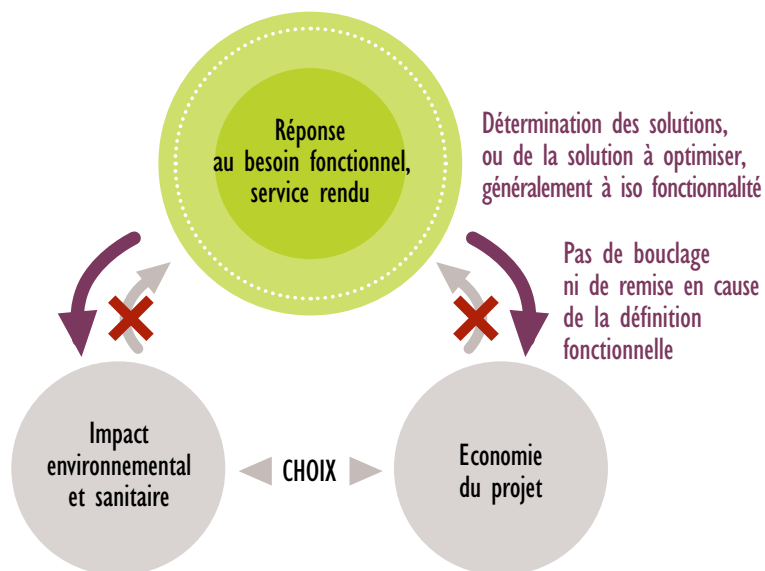 Réponse
au besoin fonctionnel,
service rendu
Détermination des solutions,
ou de la solution à optimiser,
généralement à iso fonctionnalité
Pas de bouclage
ni de remise en cause
de la définition
fonctionnelle
Impact
environnemental
et sanitaire
CHOIX
Economie
du projet